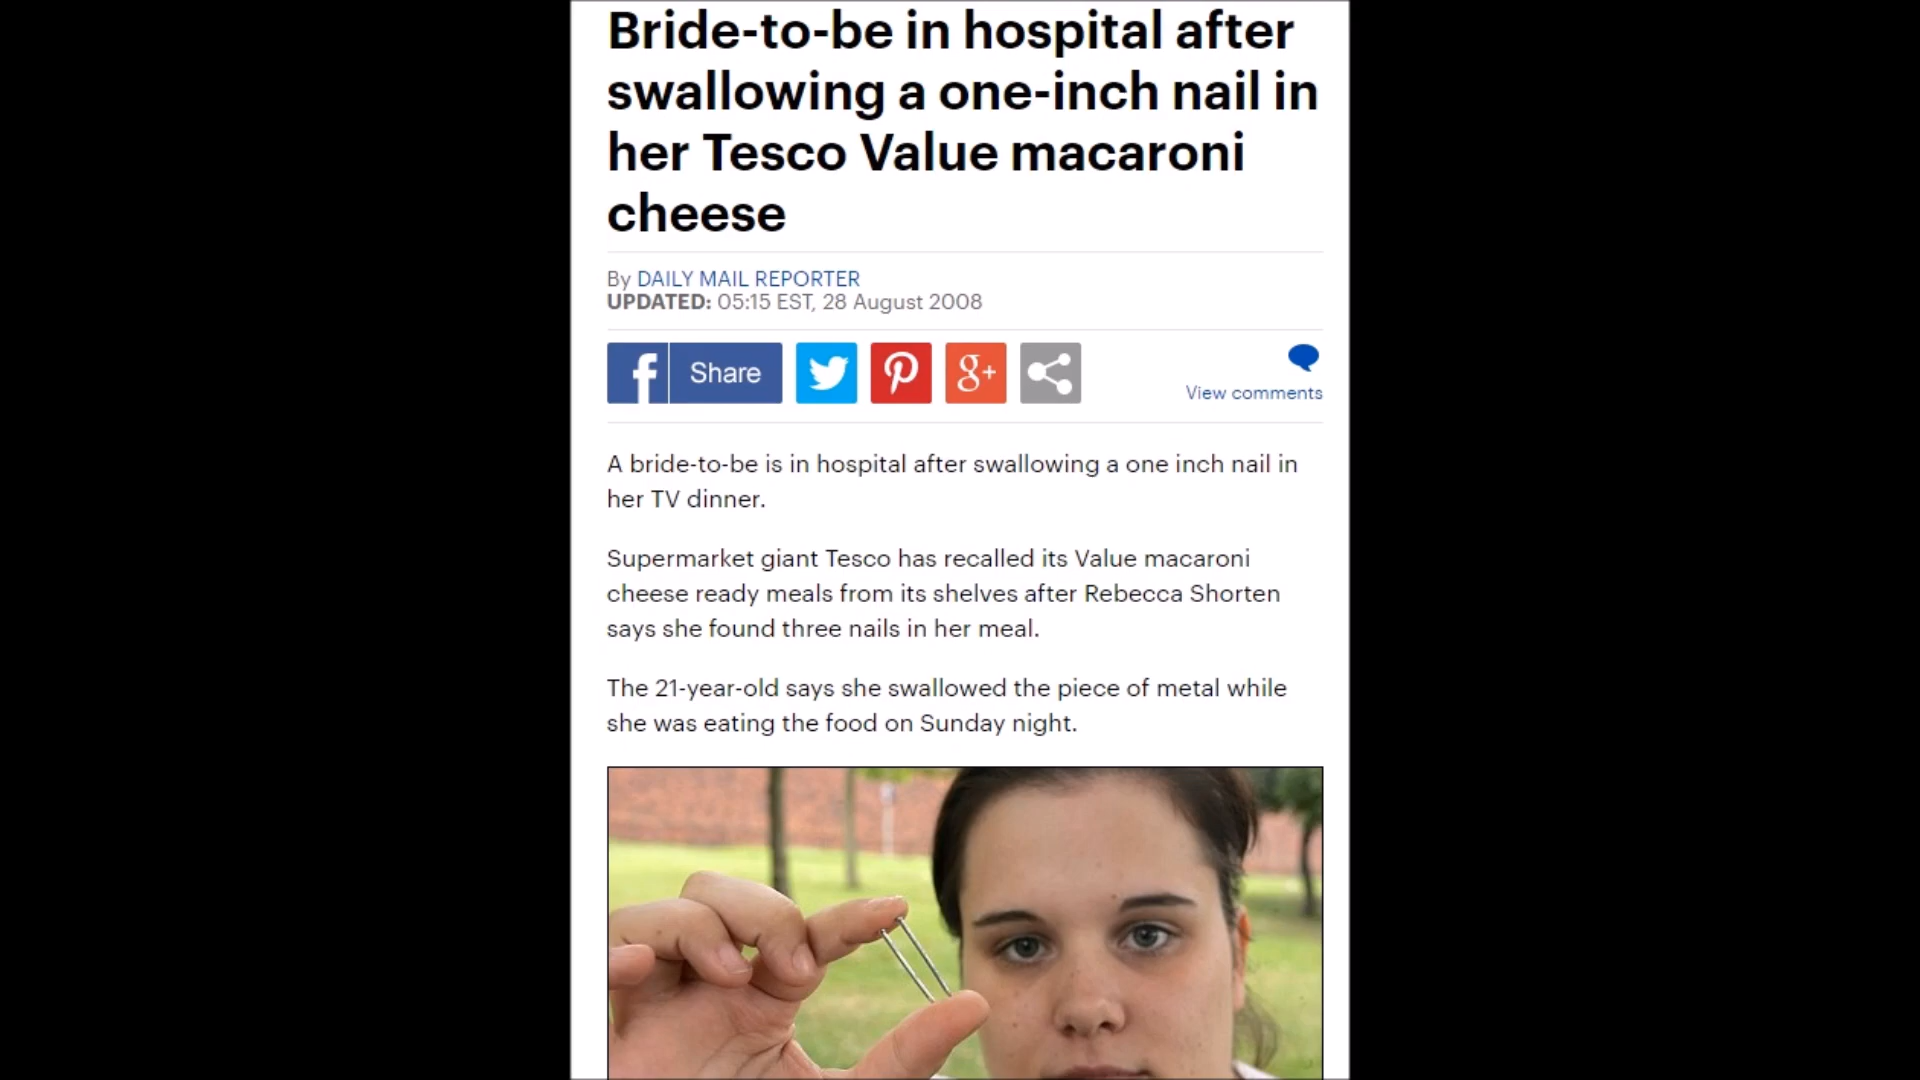 Bride-to-be in hospital after
swallowing a one-inch nail in
her Tesco Value macaroni
cheese
By DAILY MAIL REPORTER
UPDATED: 05:15 EST, 28 August 2008
f Share
g+
View comments
A bride-to-be is in hospital after swallowing a one inch nail in
her TV dinner.
Supermarket giant Tesco has recalled its Value macaroni
cheese ready meals from its shelves after Rebecca Shorten
says she found three nails in her meal.
The 21-year-old says she swallowed the piece of metal while
she was eating the food on Sunday night.